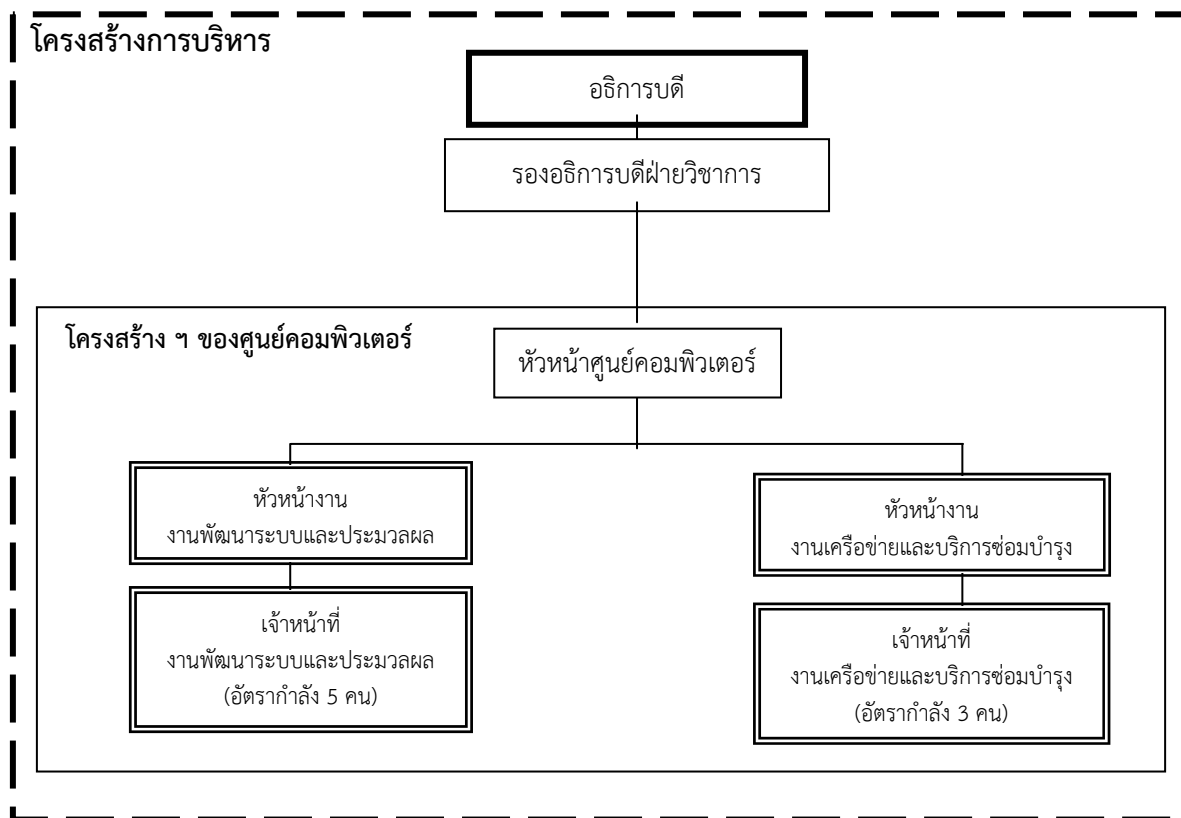 โครงสร้างการบริหาร
อธิการบดี
รองอธิการบดีฝ่ายวิชาการ
โครงสร้าง ฯ ของศูนย์คอมพิวเตอร์
หัวหน้าศูนย์คอมพิวเตอร์
หัวหน้างาน
งานพัฒนาระบบและประมวลผล
เจ้าหน้าที่
งานพัฒนาระบบและประมวลผล
(อัตรากำลัง 5 คน)
หัวหน้างาน
งานเครือข่ายและบริการซ่อมบำรุง
เจ้าหน้าที่
งานเครือข่ายและบริการซ่อมบำรุง
(อัตรากำลัง 3 คน)